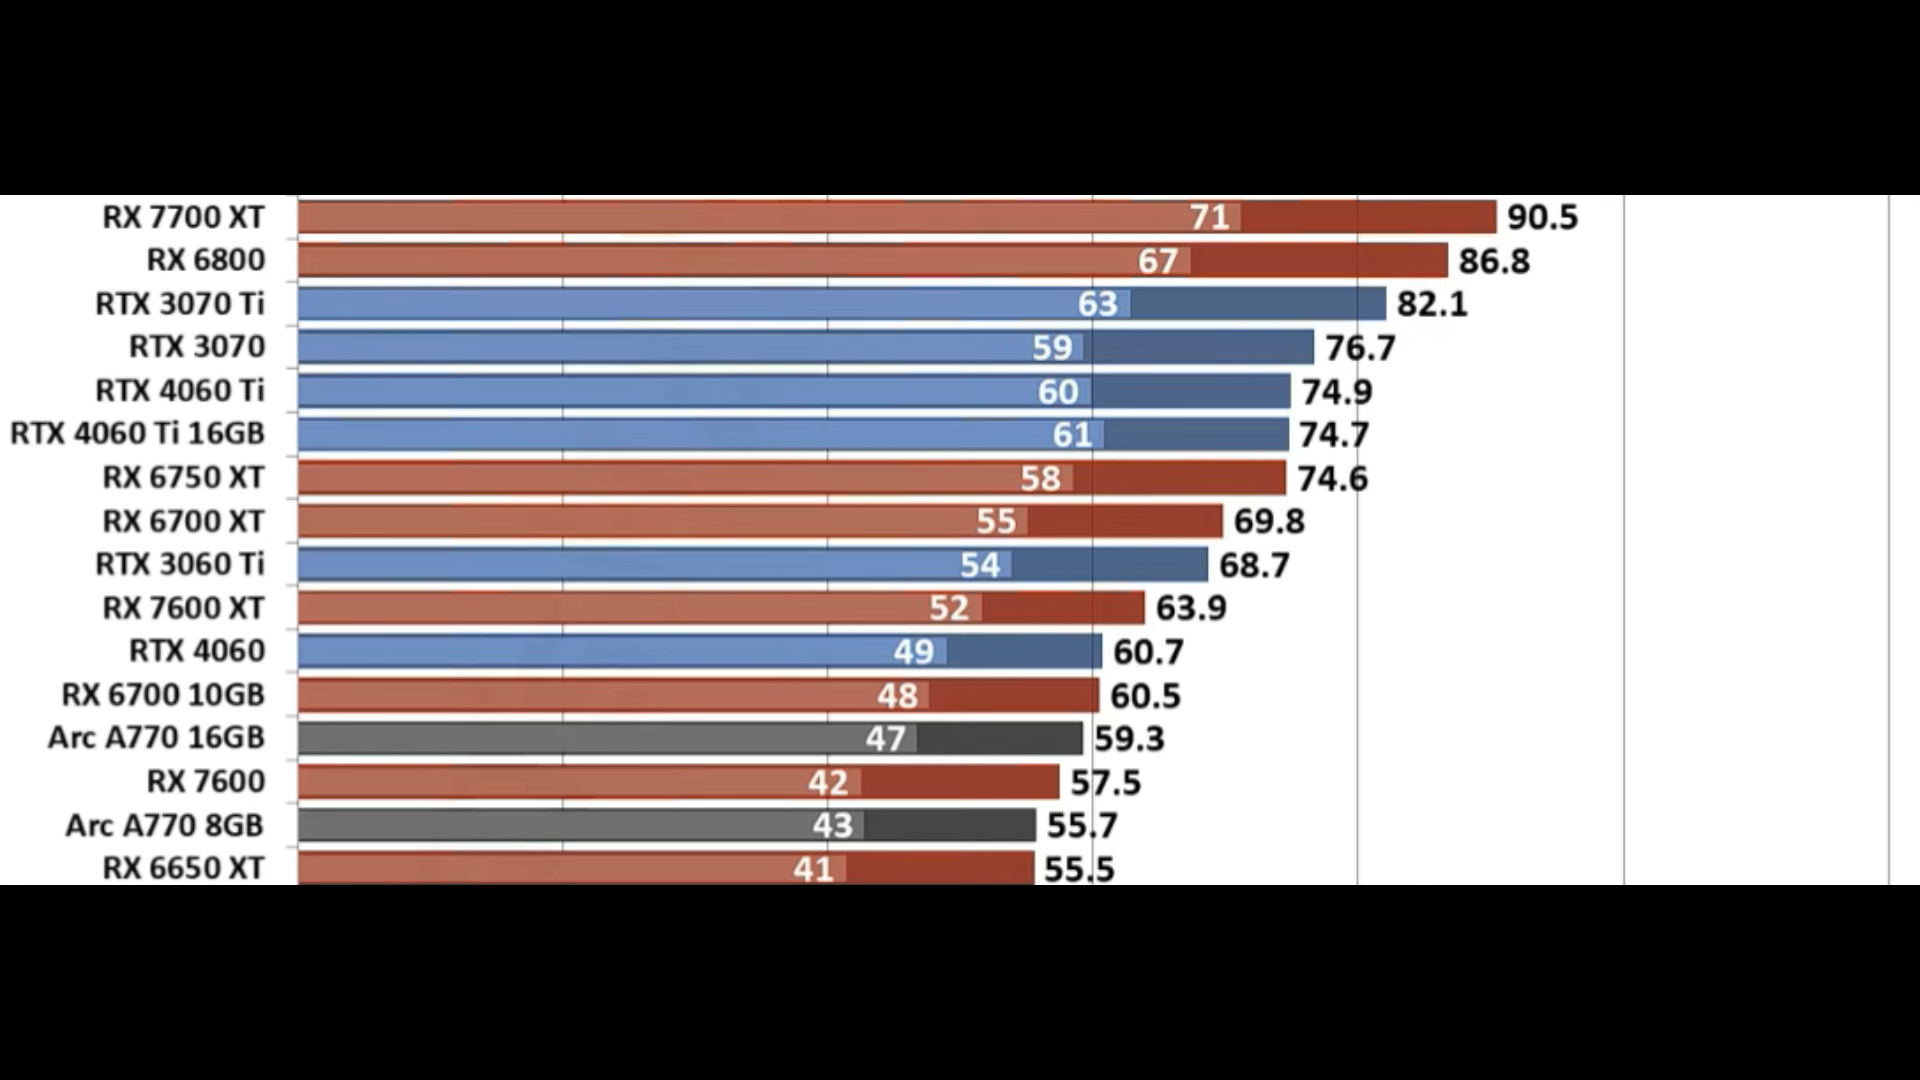 RX 7700 XT 71 90.5
RX 6800 67 86.8
RTX 3070 Ti 63 82.1
RTX 3070 59 76.7
RTX 4060 Ti 60 74.9
RTX 4060 Ti 16GB 61 74.7
RX 6750 XT 58 74.6
RX 6700 XT 55 69.8
RTX 3060 Ti 54 68.7
RX 7600 XT 52 63.9
RTX 4060 49 60.7
RX 6700 10GB 48 60.5
Arc A770 16GB 47 59.3
RX 7600 42 57.5
Arc A770 8GB 43 55.7
RX 6650 XT 41 55.5